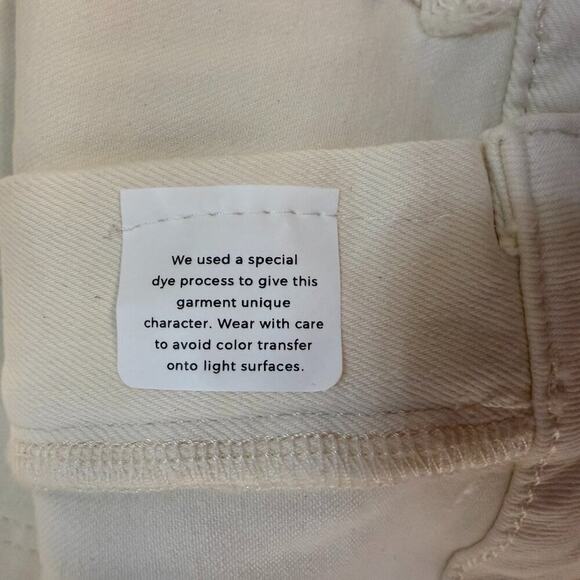 We used a special
dye process to give this
garment unique
character. Wear with care
to avoid color transfer
onto light surfaces.